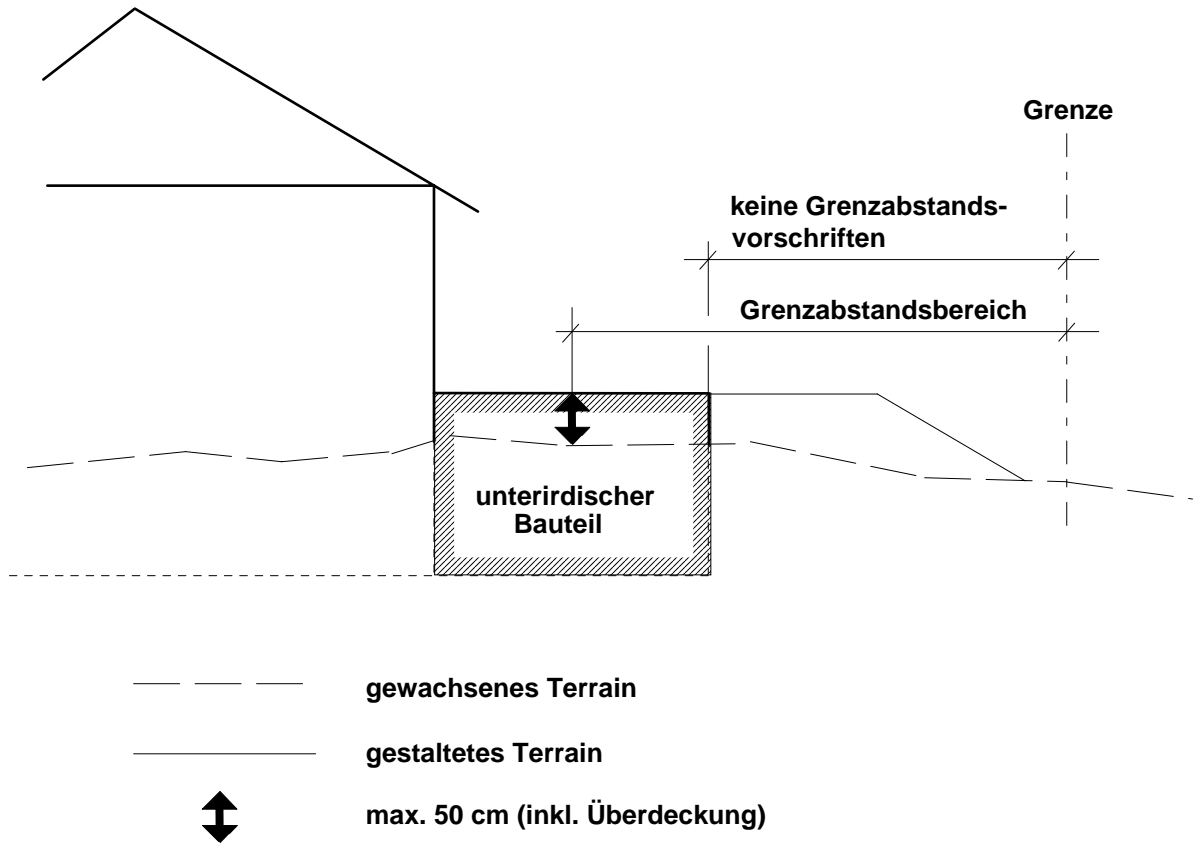 Grenze
keine Grenzabstands-
vorschriften
Grenzabstandsbereich
unterirdischer
Bauteil
gewachsenes Terrain
gestaltetes Terrain
max. 50 cm (inkl. Überdeckung)